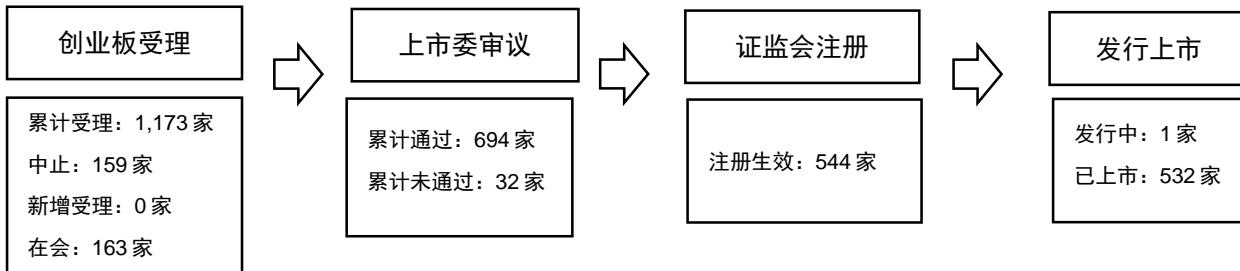 创业板受理
累计受理：1,173 家
中止：159 家
新增受理：0 家
在会：163 家
上市委审议
累计通过：694 家
累计未通过：32 家
证监会注册
注册生效：544 家
发行上市
发行中：1 家
已上市：532 家